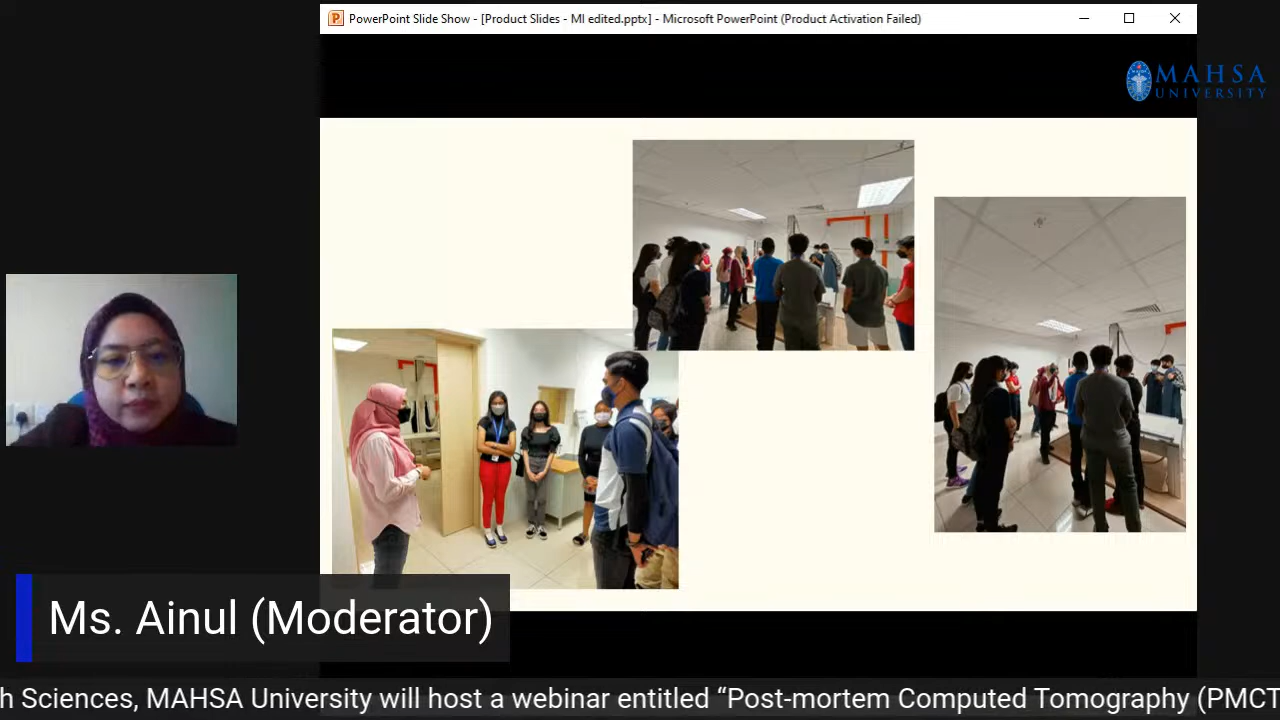 PowerPoint Slide Show - [Product Slides - MI edited.pptx] - Microsoft PowerPoint (Product Activation Failed)
MAHSA
UNIVERSITY
Ms. Ainul (Moderator)
h Sciences, MAHSA University will host a webinar entitled “Post-mortem Computed Tomography (PMCT